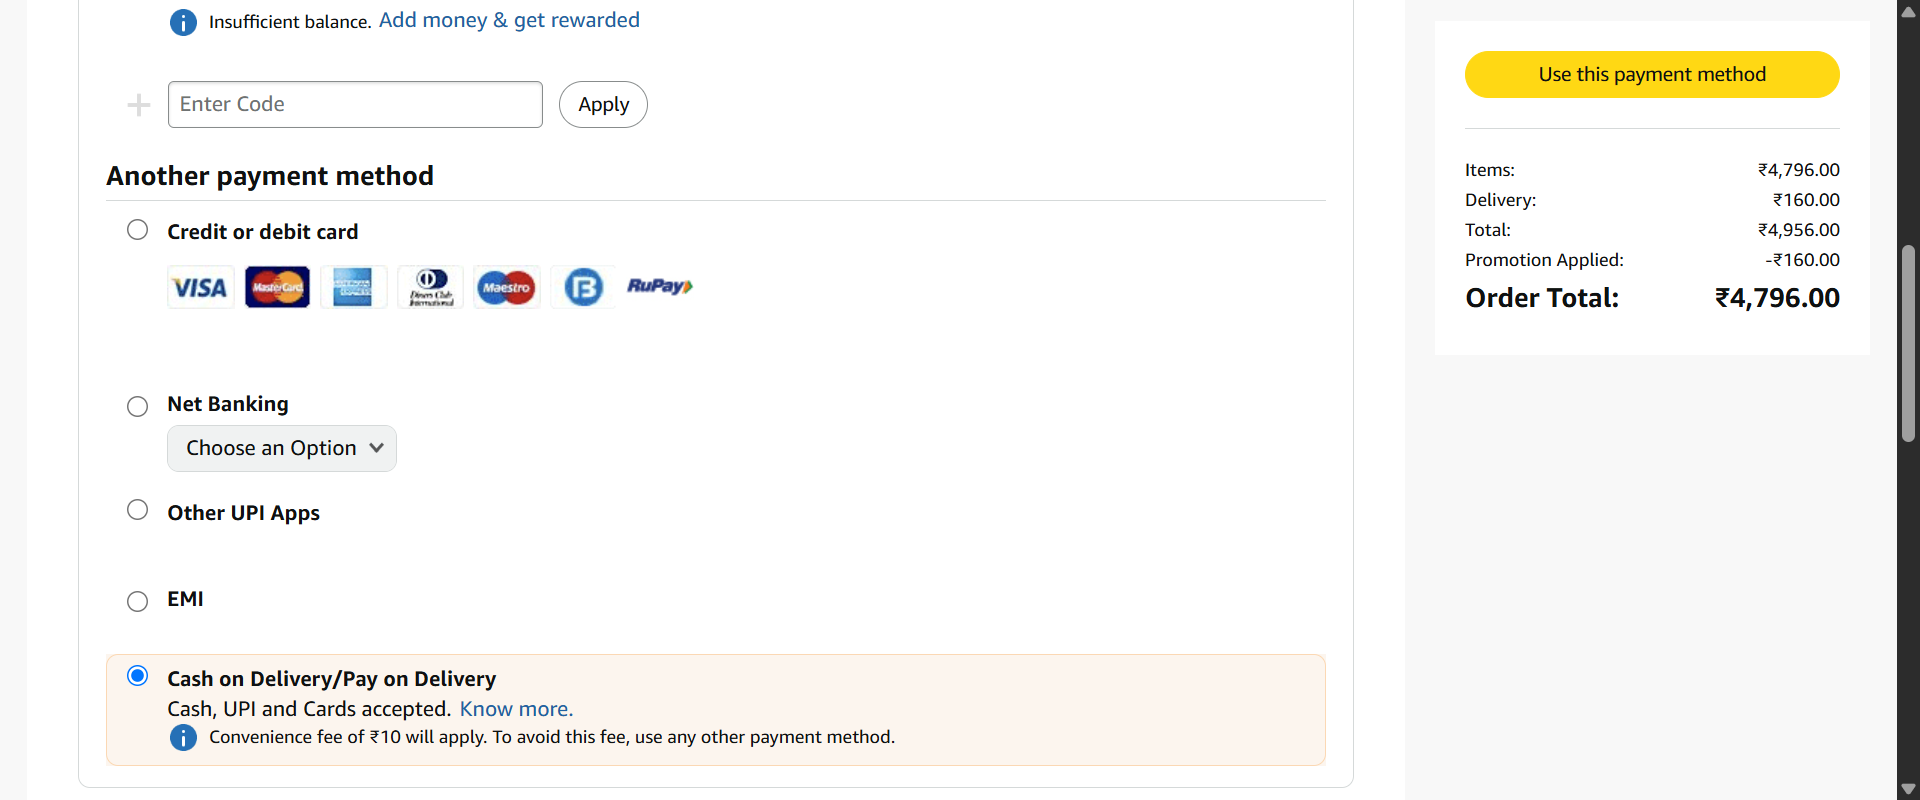 Insufficient balance. Add money & get rewarded
Enter Code
Apply
Another payment method
Credit or debit card
VISA MasterCard Diners Club International Maestro RuPay
Net Banking
Choose an Option
Other UPI Apps
EMI
Cash on Delivery/Pay on Delivery
Cash, UPI and Cards accepted. Know more.
Convenience fee of ₹10 will apply. To avoid this fee, use any other payment method.
Use this payment method
Items: ₹4,796.00
Delivery: ₹160.00
Total: ₹4,956.00
Promotion Applied: -₹160.00
Order Total: ₹4,796.00